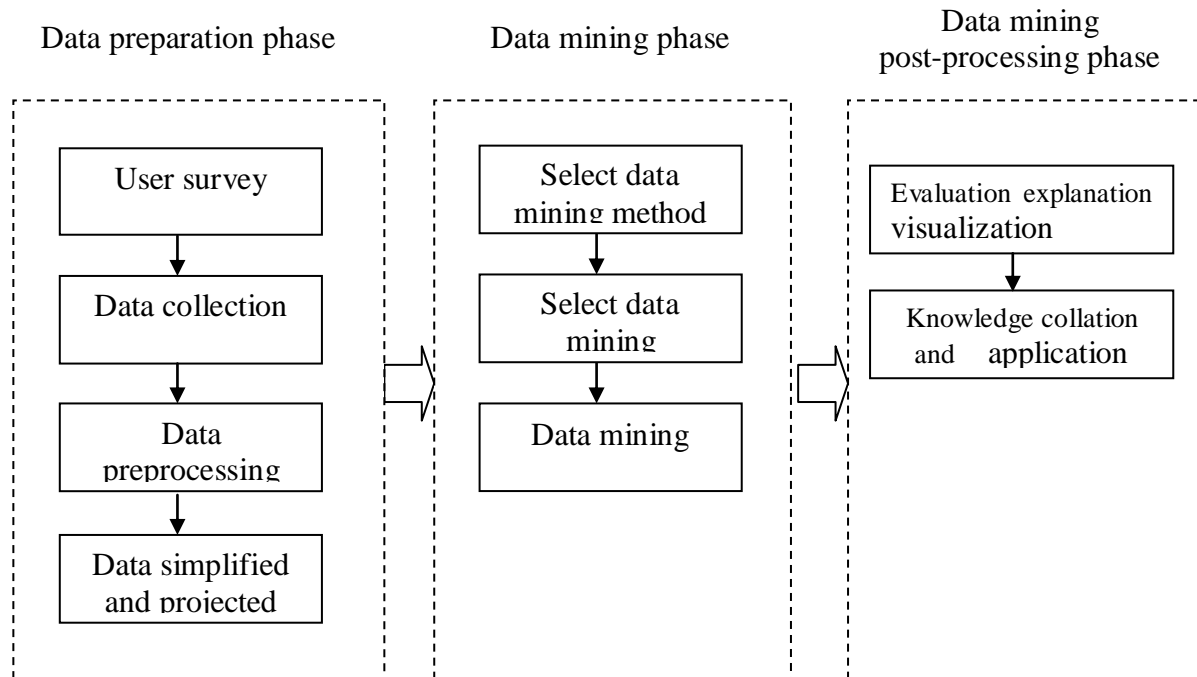 Data preparation phase
User survey
Data collection
Data
preprocessing
Data simplified
and projected
Data mining phase
Select data
mining method
Select data
mining
Data mining
Data mining
post-processing phase
Evaluation explanation
visualization
Knowledge collation
and application